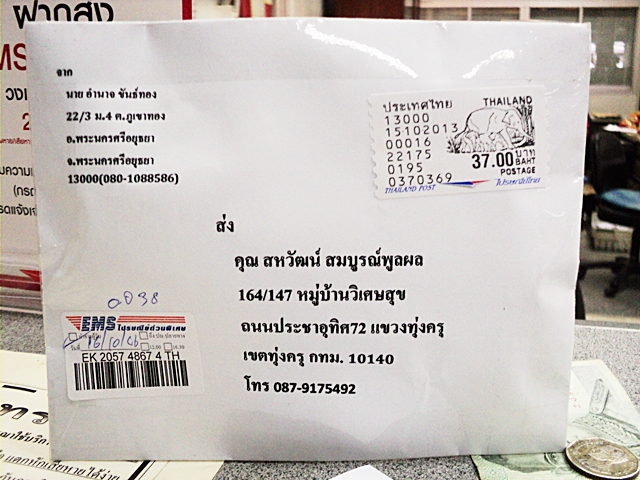 ฝากส่ง
จาก
นาย อำนาจ จันทร์ทอง
22/3 ม.4 ต.ภูเขาทอง
อ.พระนครศรีอยุธยา
จ.พระนครศรีอยุธยา
13000(080-1088586)
ประเทศไทย THAILAND
13000
15102013
00016
22175
0195
0370369
37.00 บาท
BAHT
POSTAGE
THAILAND POST ไปรษณีย์ไทย
ส่ง
คุณ สหวัฒน์ สมบูรณ์พูลผล
164/147 หมู่บ้านวิเศษสุข
ถนนประชาอุทิศ72 แขวงทุ่งครุ
เขตทุ่งครุ กทม. 10140
โทร 087-9175492
EMS ไปรษณีย์ด่วนพิเศษ
EK 2057 4867 4 TH